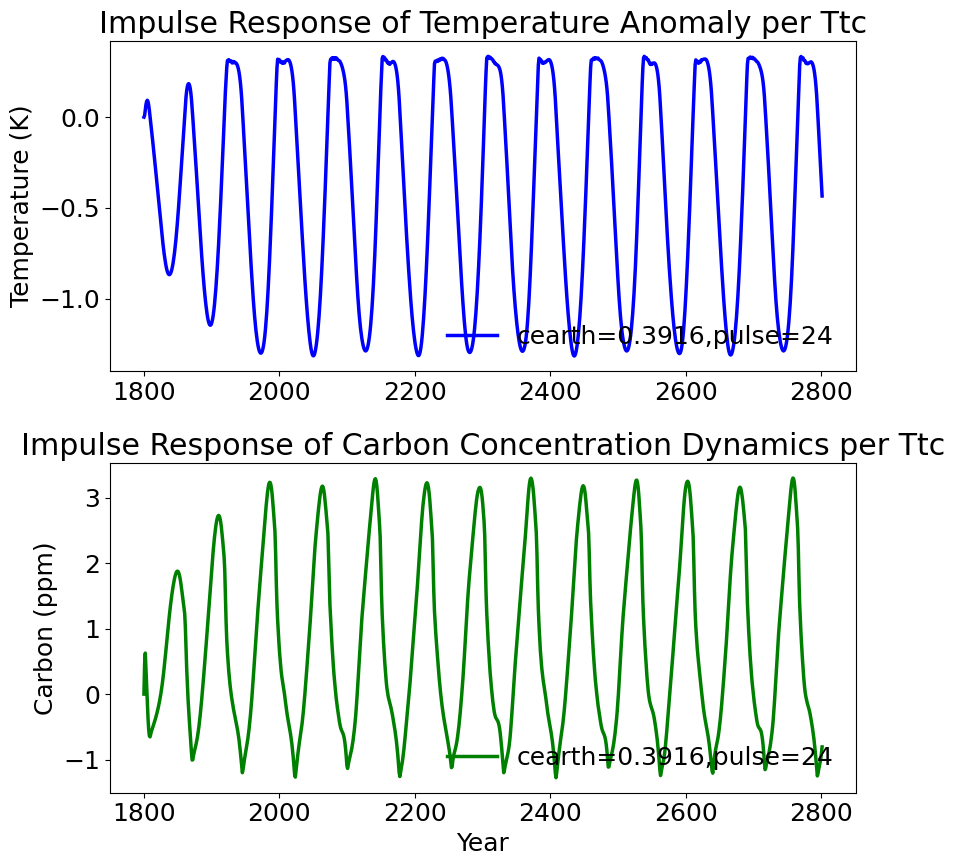 Impulse Response of Temperature Anomaly per Ttc
Temperature (K)
0.0
−0.5
−1.0
cearth=0.3916,pulse=24
1800 2000 2200 2400 2600 2800
Impulse Response of Carbon Concentration Dynamics per Ttc
Carbon (ppm)
3
2
1
0
−1
cearth=0.3916,pulse=24
1800 2000 2200 2400 2600 2800
Year